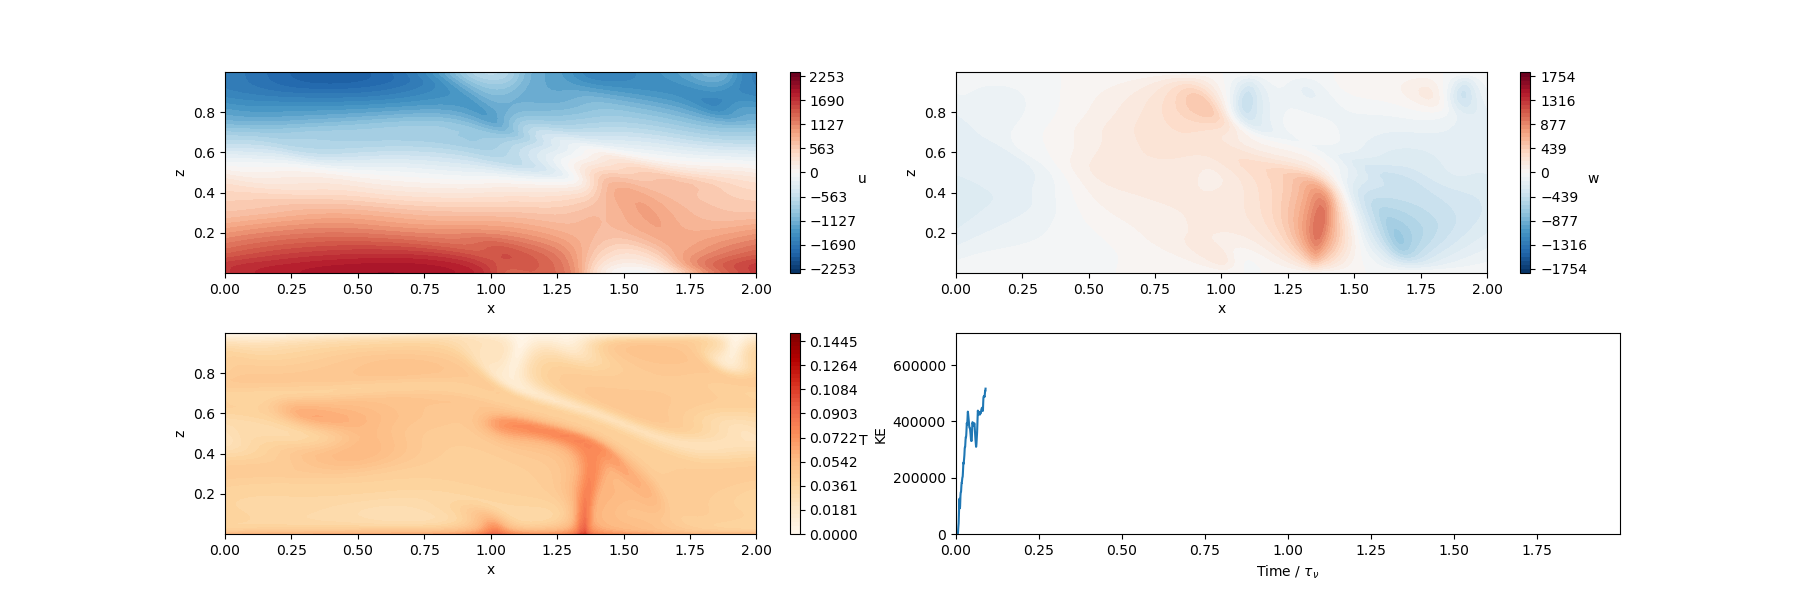 0.8
0.6
0.4
0.2
z
0.00 0.25 0.50 0.75 1.00 1.25 1.50 1.75 2.00
x
2253
1690
1127
563
0
−563
−1127
−1690
−2253
u
0.8
0.6
0.4
0.2
z
0.00 0.25 0.50 0.75 1.00 1.25 1.50 1.75 2.00
x
1754
1316
877
439
0
−439
−877
−1316
−1754
w
0.8
0.6
0.4
0.2
z
0.00 0.25 0.50 0.75 1.00 1.25 1.50 1.75 2.00
x
0.1445
0.1264
0.1084
0.0903
0.0722
0.0542
0.0361
0.0181
0.0000
T
600000
400000
200000
0
KE
0.00 0.25 0.50 0.75 1.00 1.25 1.50 1.75
Time / τν